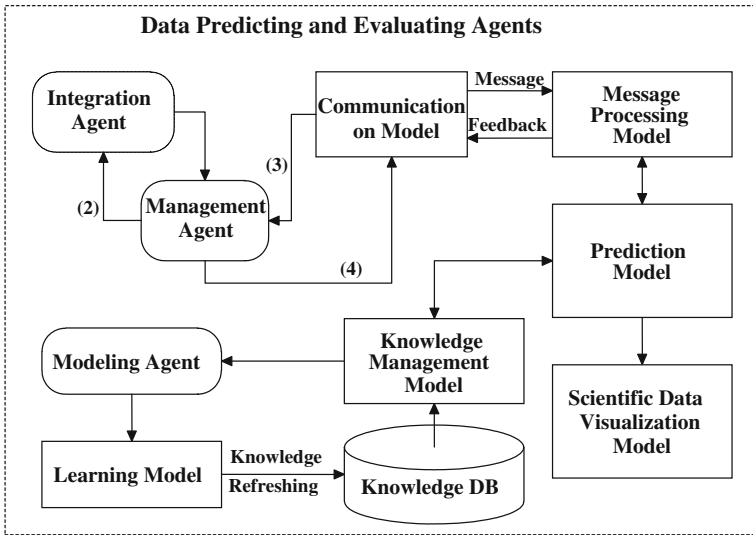 Data Predicting and Evaluating Agents
Integration
Agent
Communication
on Model
Message
Feedback
Message
Processing
Model
(3)
(2)
Management
Agent
(4)
Prediction
Model
Modeling Agent
Knowledge
Management
Model
Scientific Data
Visualization
Model
Learning Model
Knowledge
Refreshing
Knowledge DB